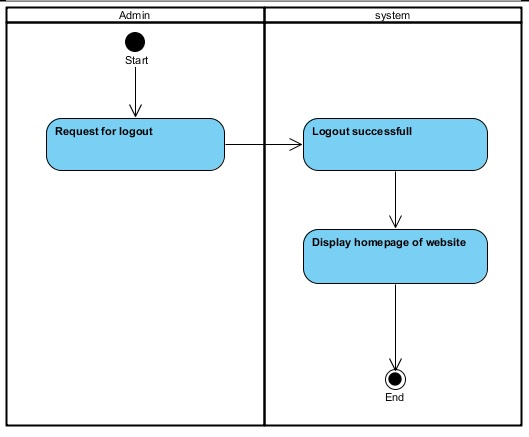 Admin
system
Start
Request for logout
Logout successfull
Display homepage of website
End